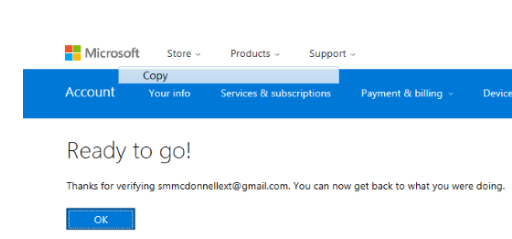 Microsoft Store Products Support
Copy
Account Your info Services & subscriptions Payment & billing Device
Ready to go!
Thanks for verifying smmcdonnellext@gmail.com. You can now get back to what you were doing.
OK